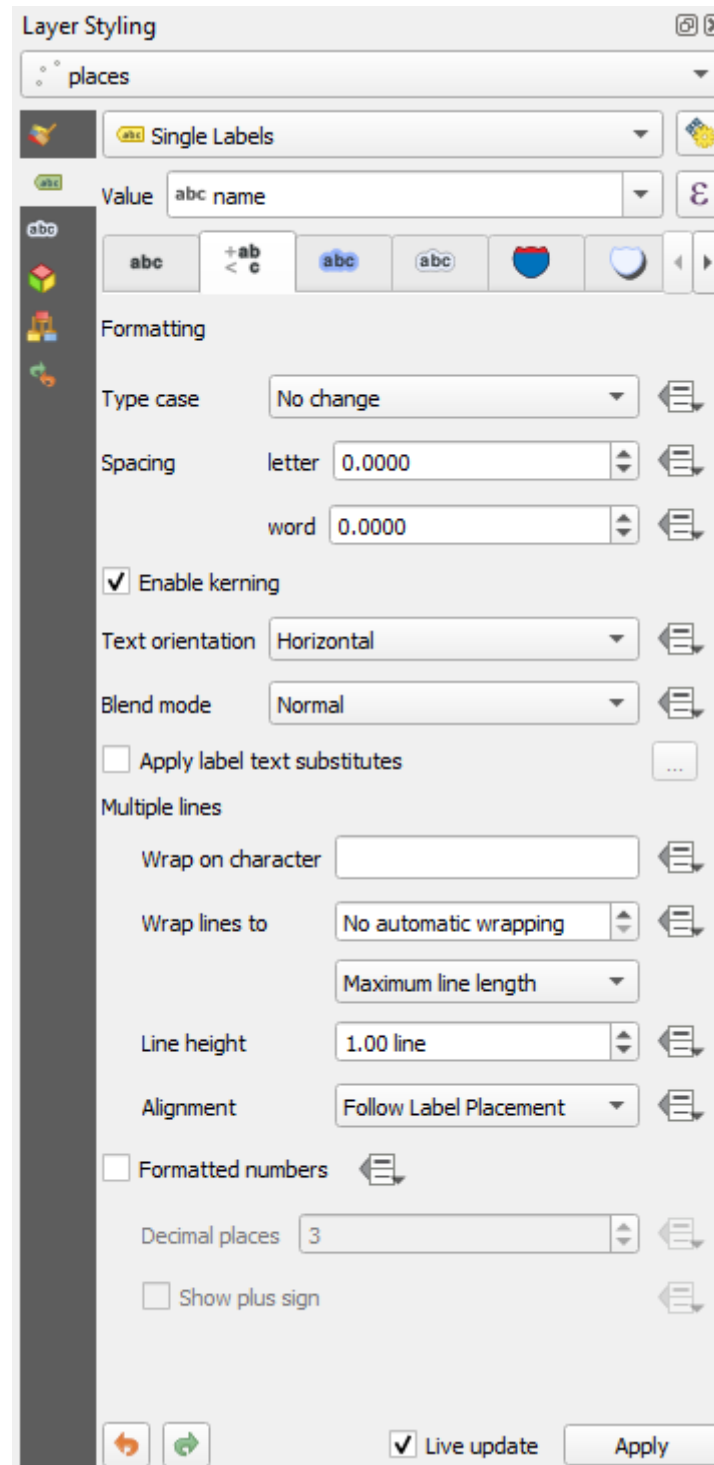 Layer Styling
places
abc Single Labels
abc Value abc name
abc
abc +ab < c abc abc
Formatting
Type case No change
Spacing letter 0.0000
word 0.0000
Enable kerning
Text orientation Horizontal
Blend mode Normal
Apply label text substitutes ...
Multiple lines
Wrap on character
Wrap lines to No automatic wrapping
Maximum line length
Line height 1.00 line
Alignment Follow Label Placement
Formatted numbers
Decimal places 3
Show plus sign
Live update Apply